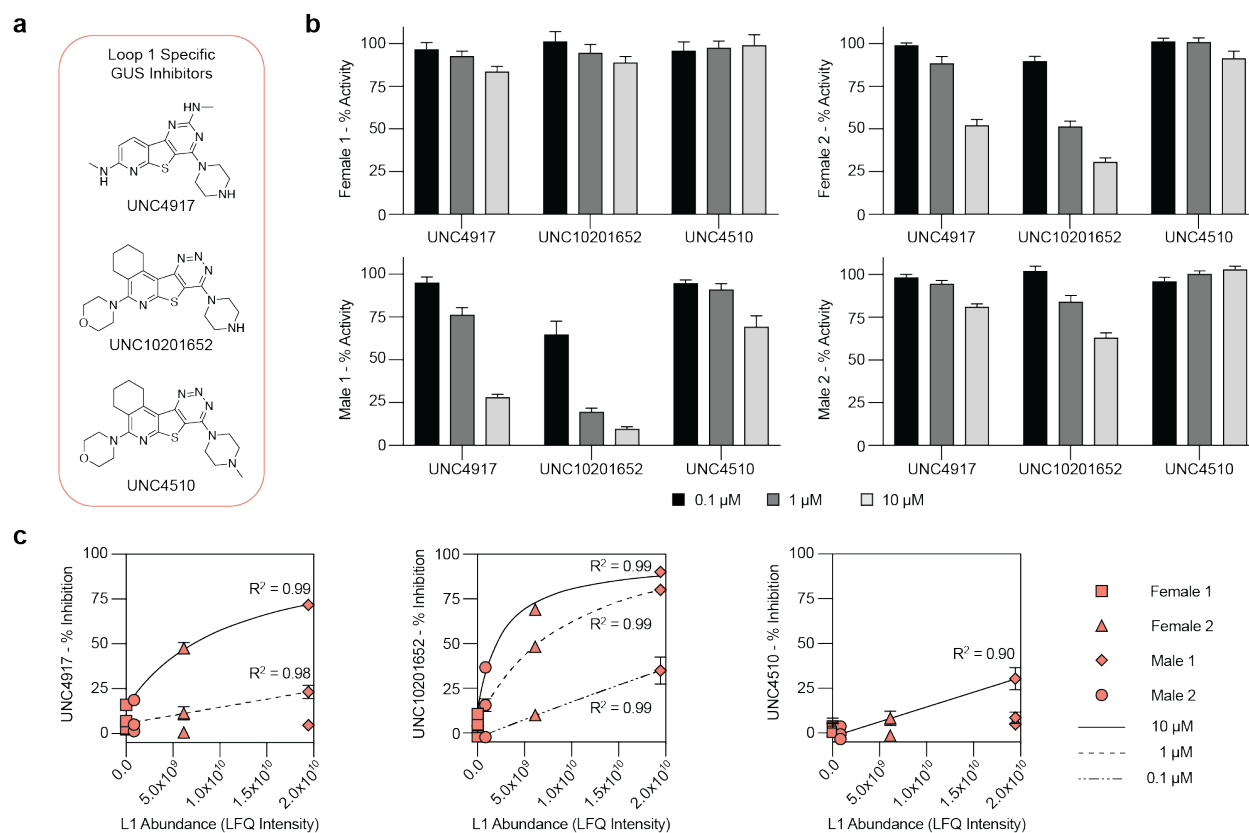 a
Loop 1 Specific
GUS Inhibitors
HN
N
N
N
S
N
N
H
NH
UNC4917
N=N
N
N
N
S
N
O
NH
UNC10201652
N=N
N
N
N
S
N
O
N
UNC4510
b
Female 1 - % Activity
100
75
50
25
0
UNC4917 UNC10201652 UNC4510
Female 2 - % Activity
100
75
50
25
0
UNC4917 UNC10201652 UNC4510
Male 1 - % Activity
100
75
50
25
0
UNC4917 UNC10201652 UNC4510
Male 2 - % Activity
100
75
50
25
0
UNC4917 UNC10201652 UNC4510
0.1 µM 1 µM 10 µM
c
UNC4917 - % Inhibition
100
75
50
25
0
R² = 0.99
R² = 0.98
0.0 5.0x10⁹ 1.0x10¹⁰ 1.5x10¹⁰ 2.0x10¹⁰
L1 Abundance (LFQ Intensity)
UNC10201652 - % Inhibition
100
75
50
25
0
R² = 0.99
R² = 0.99
R² = 0.99
0.0 5.0x10⁹ 1.0x10¹⁰ 1.5x10¹⁰ 2.0x10¹⁰
L1 Abundance (LFQ Intensity)
UNC4510 - % Inhibition
100
75
50
25
0
R² = 0.90
0.0 5.0x10⁹ 1.0x10¹⁰ 1.5x10¹⁰ 2.0x10¹⁰
L1 Abundance (LFQ Intensity)
Female 1
Female 2
Male 1
Male 2
10 µM
1 µM
0.1 µM